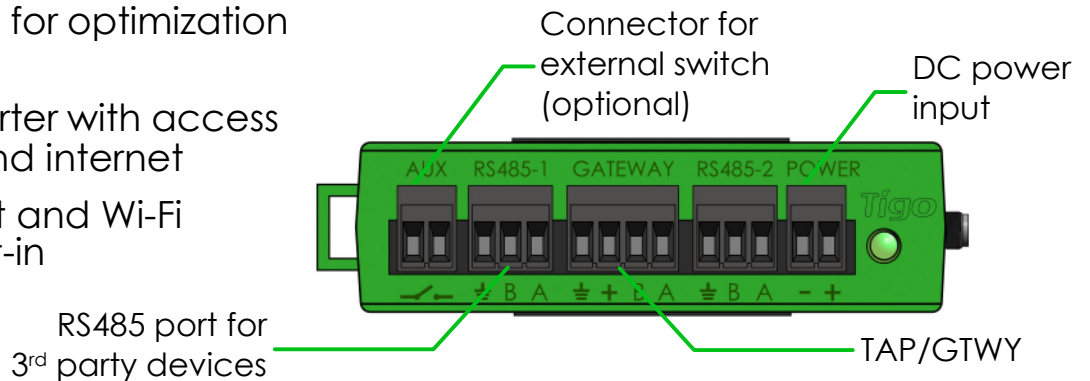 for optimization
rter with access
nd internet
t and Wi-Fi
-in
Connector for
external switch
(optional)
DC power
input
AUX RS485-1 GATEWAY RS485-2 POWER
Tigo
B A + B A B A - +
RS485 port for
3rd party devices
TAP/GTWY